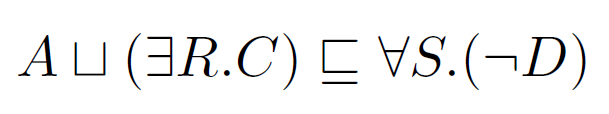 A ⊔ (∃R.C) ⊑ ∀S.(¬D)